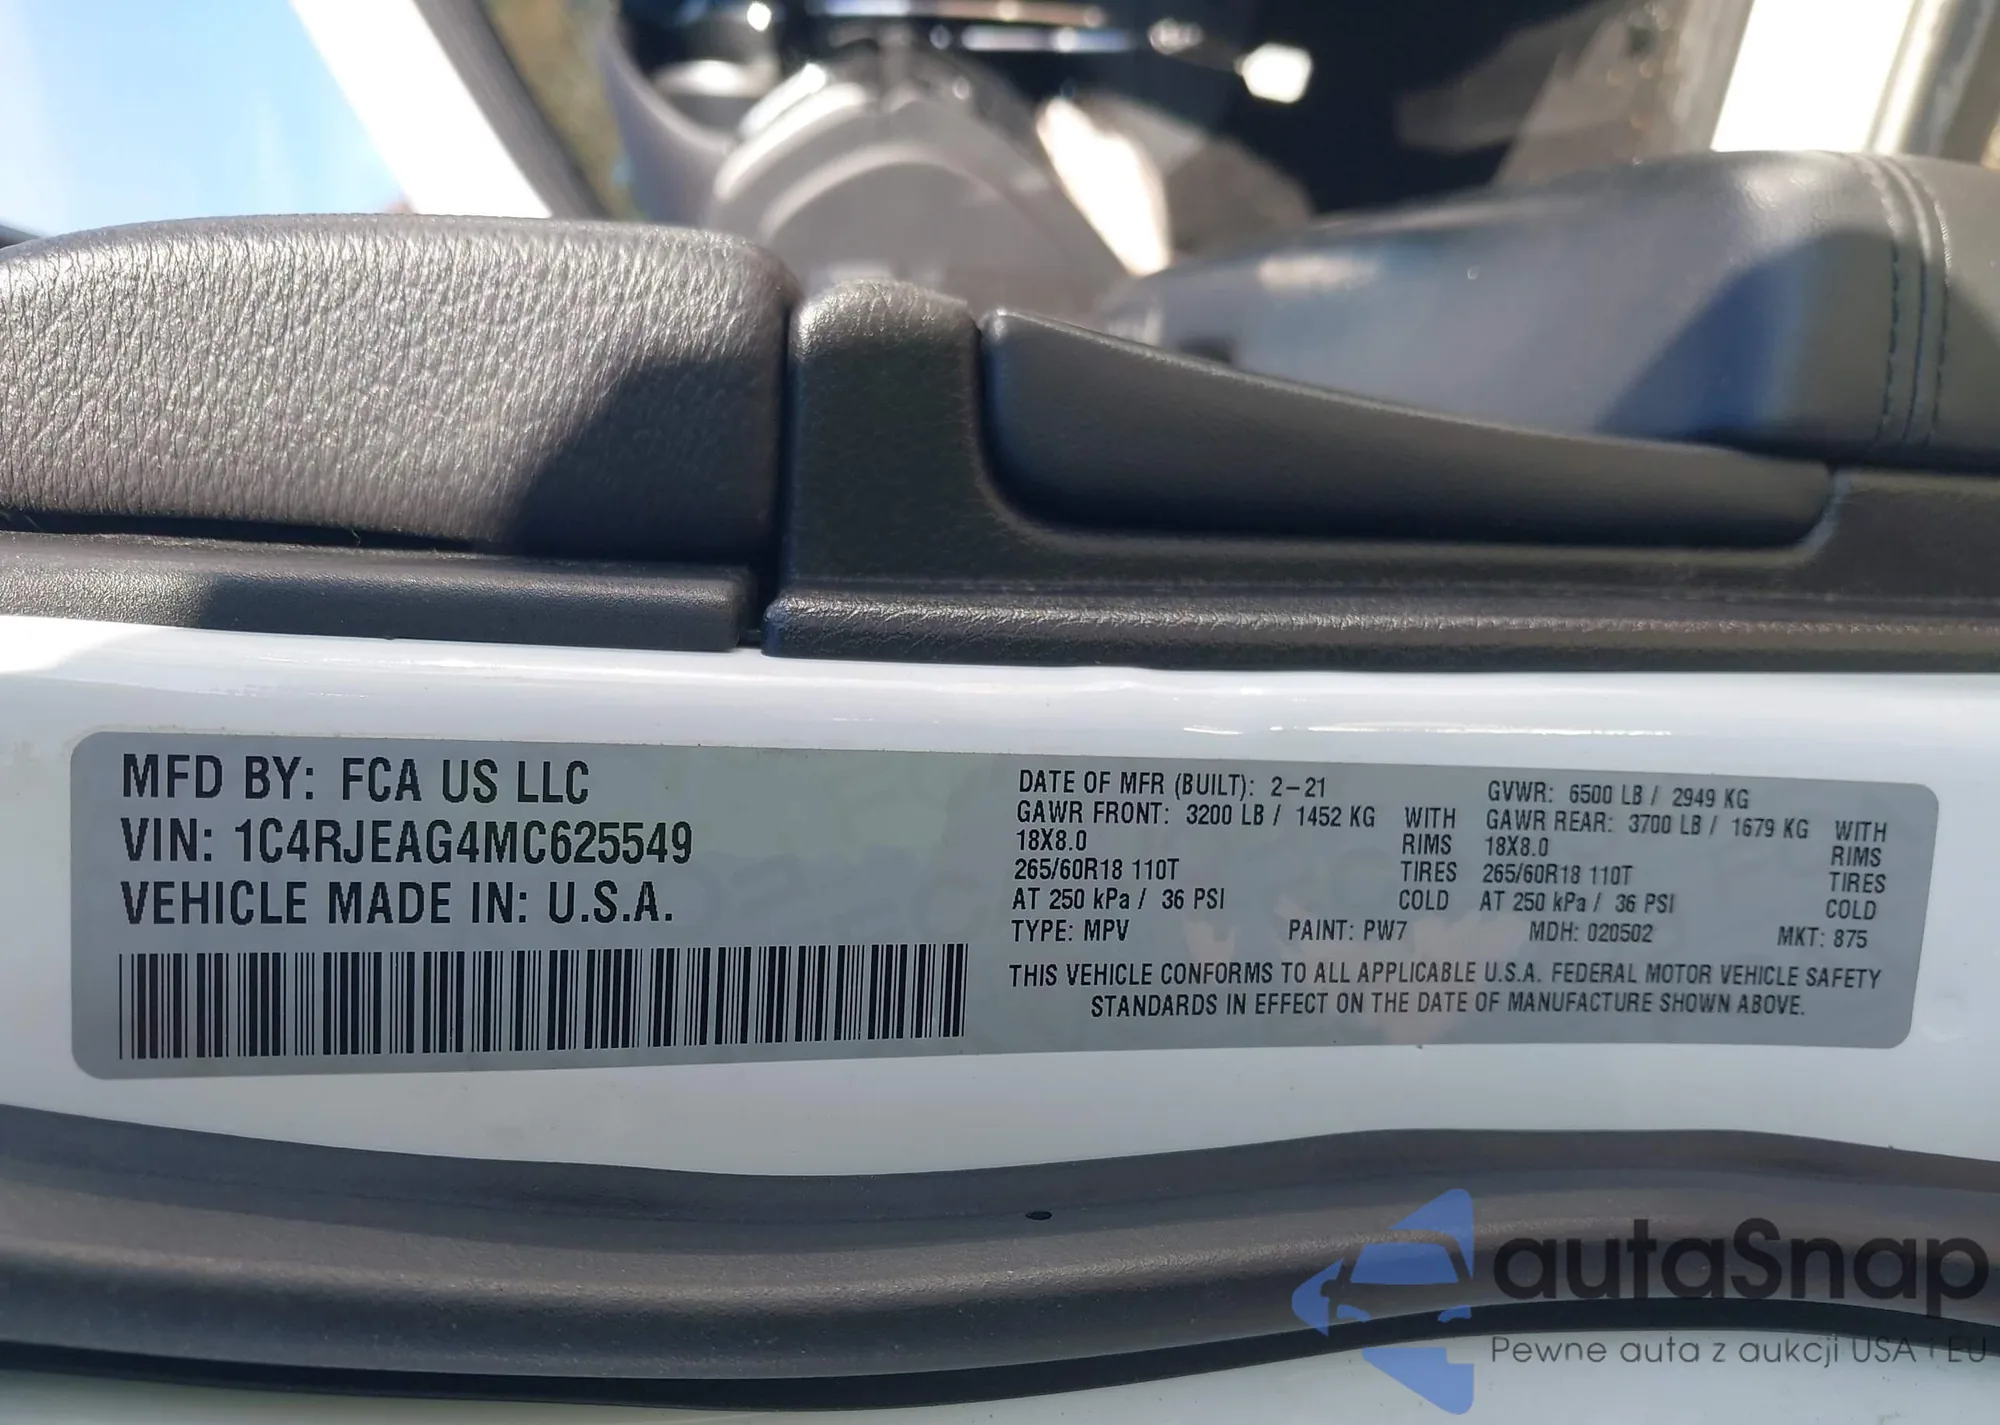 MFD BY: FCA US LLC
VIN: 1C4RJEAG4MC625549
VEHICLE MADE IN: U.S.A.
DATE OF MFR (BUILT): 2-21
GVWR: 6500 LB / 2949 KG
GAWR FRONT: 3200 LB / 1452 KG WITH
18X8.0 RIMS
265/60R18 110T TIRES
AT 250 kPa / 36 PSI COLD
GAWR REAR: 3700 LB / 1679 KG WITH
18X8.0 RIMS
265/60R18 110T TIRES
AT 250 kPa / 36 PSI COLD
TYPE: MPV PAINT: PW7 MDH: 020502 MKT: 875
THIS VEHICLE CONFORMS TO ALL APPLICABLE U.S.A. FEDERAL MOTOR VEHICLE SAFETY
STANDARDS IN EFFECT ON THE DATE OF MANUFACTURE SHOWN ABOVE.
autaSnap
Pewne auta z aukcji USA i EU